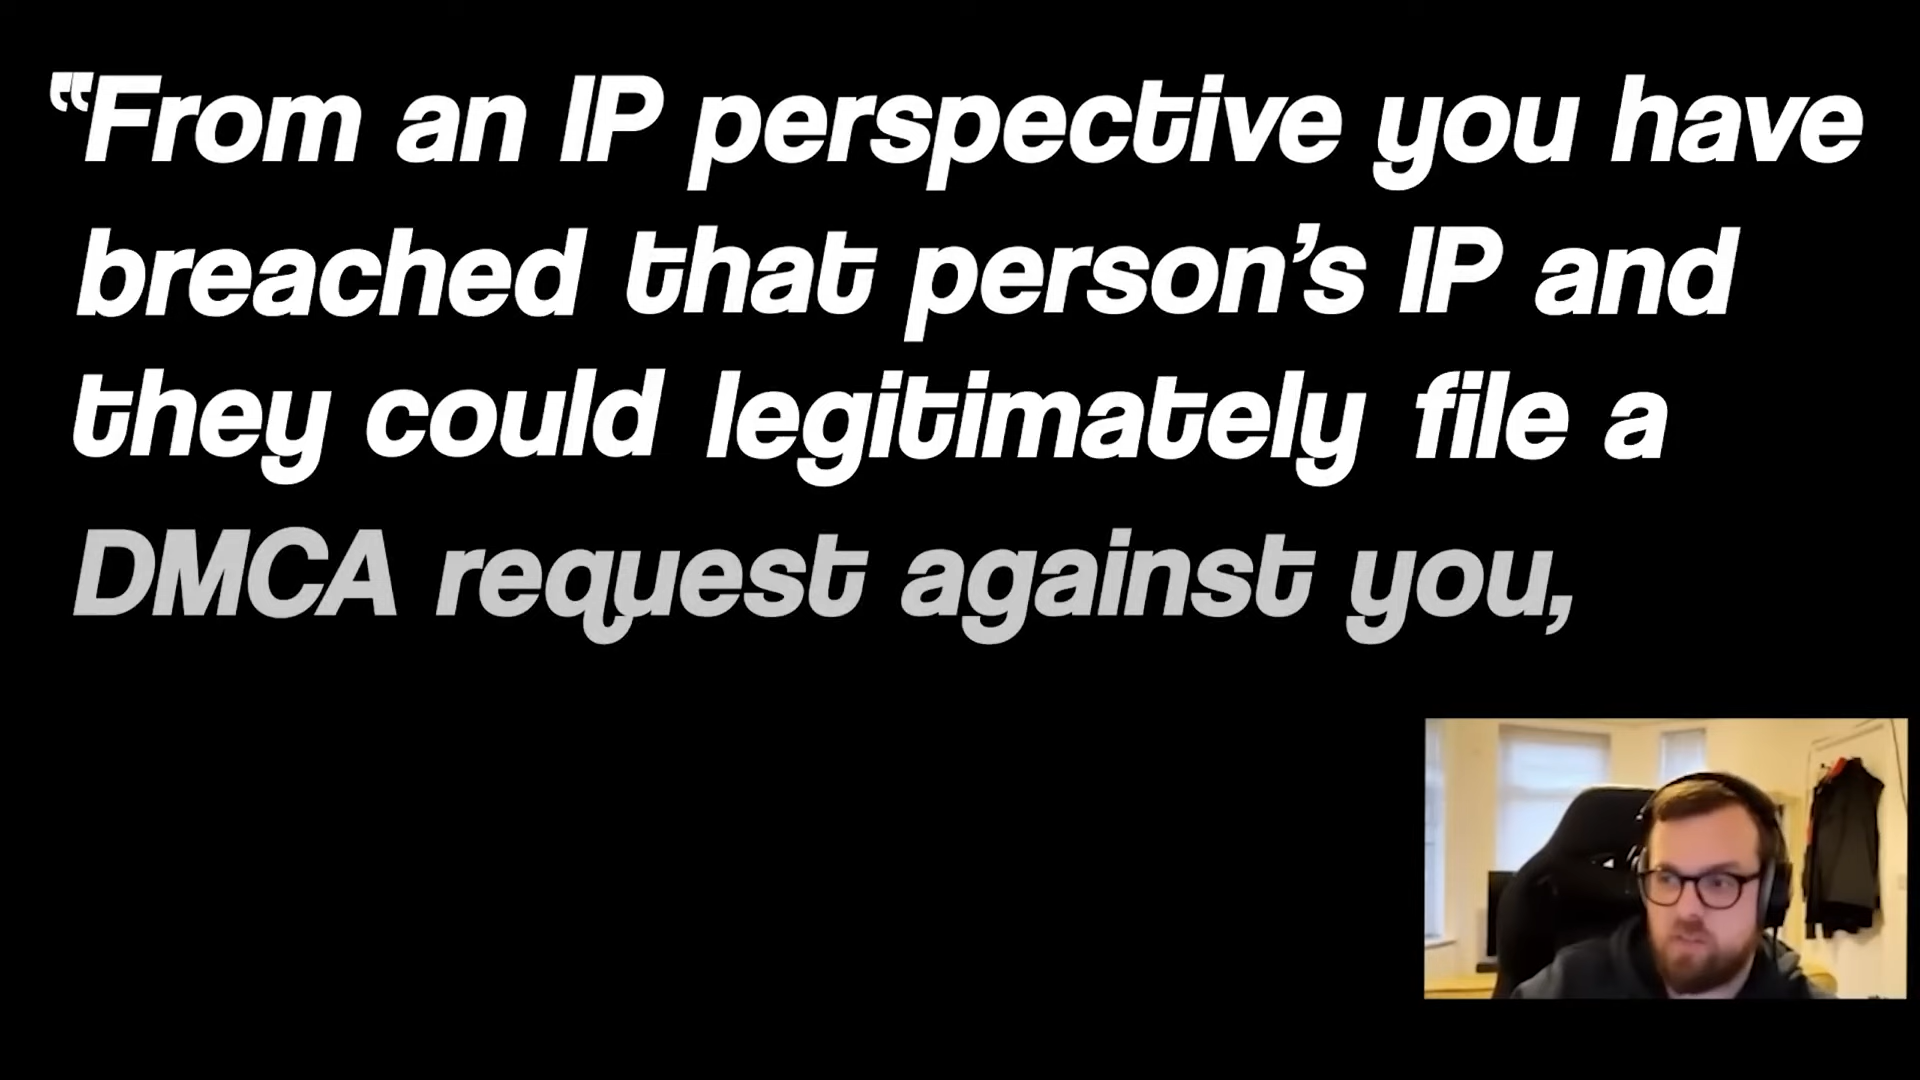 “From an IP perspective you have
breached that person’s IP and
they could legitimately file a
DMCA request against you,